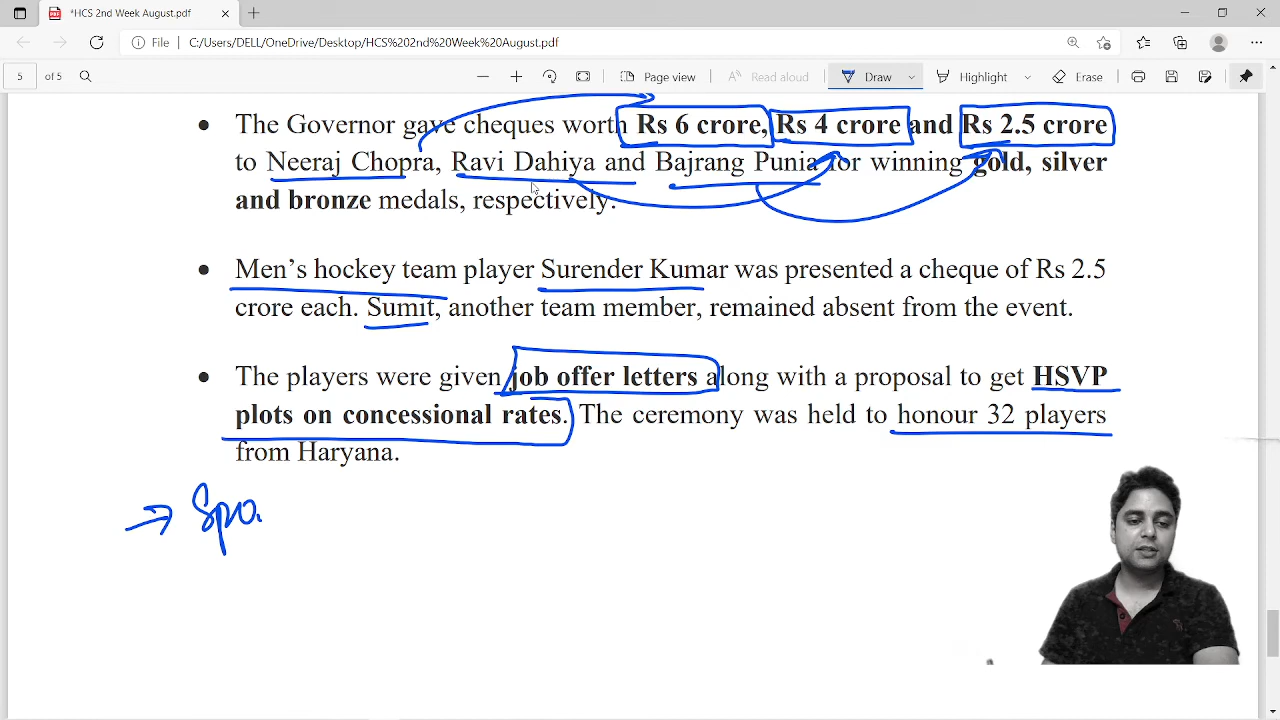 *HCS 2nd Week August.pdf
File C:/Users/DELL/OneDrive/Desktop/HCS%202nd%20Week%20August.pdf
5 of 5 Page view Read aloud Draw Highlight Erase
• The Governor gave cheques worth Rs 6 crore, Rs 4 crore and Rs 2.5 crore
to Neeraj Chopra, Ravi Dahiya and Bajrang Punia for winning gold, silver
and bronze medals, respectively.
• Men’s hockey team player Surender Kumar was presented a cheque of Rs 2.5
crore each. Sumit, another team member, remained absent from the event.
• The players were given job offer letters along with a proposal to get HSVP
plots on concessional rates. The ceremony was held to honour 32 players
from Haryana.
→ Spo